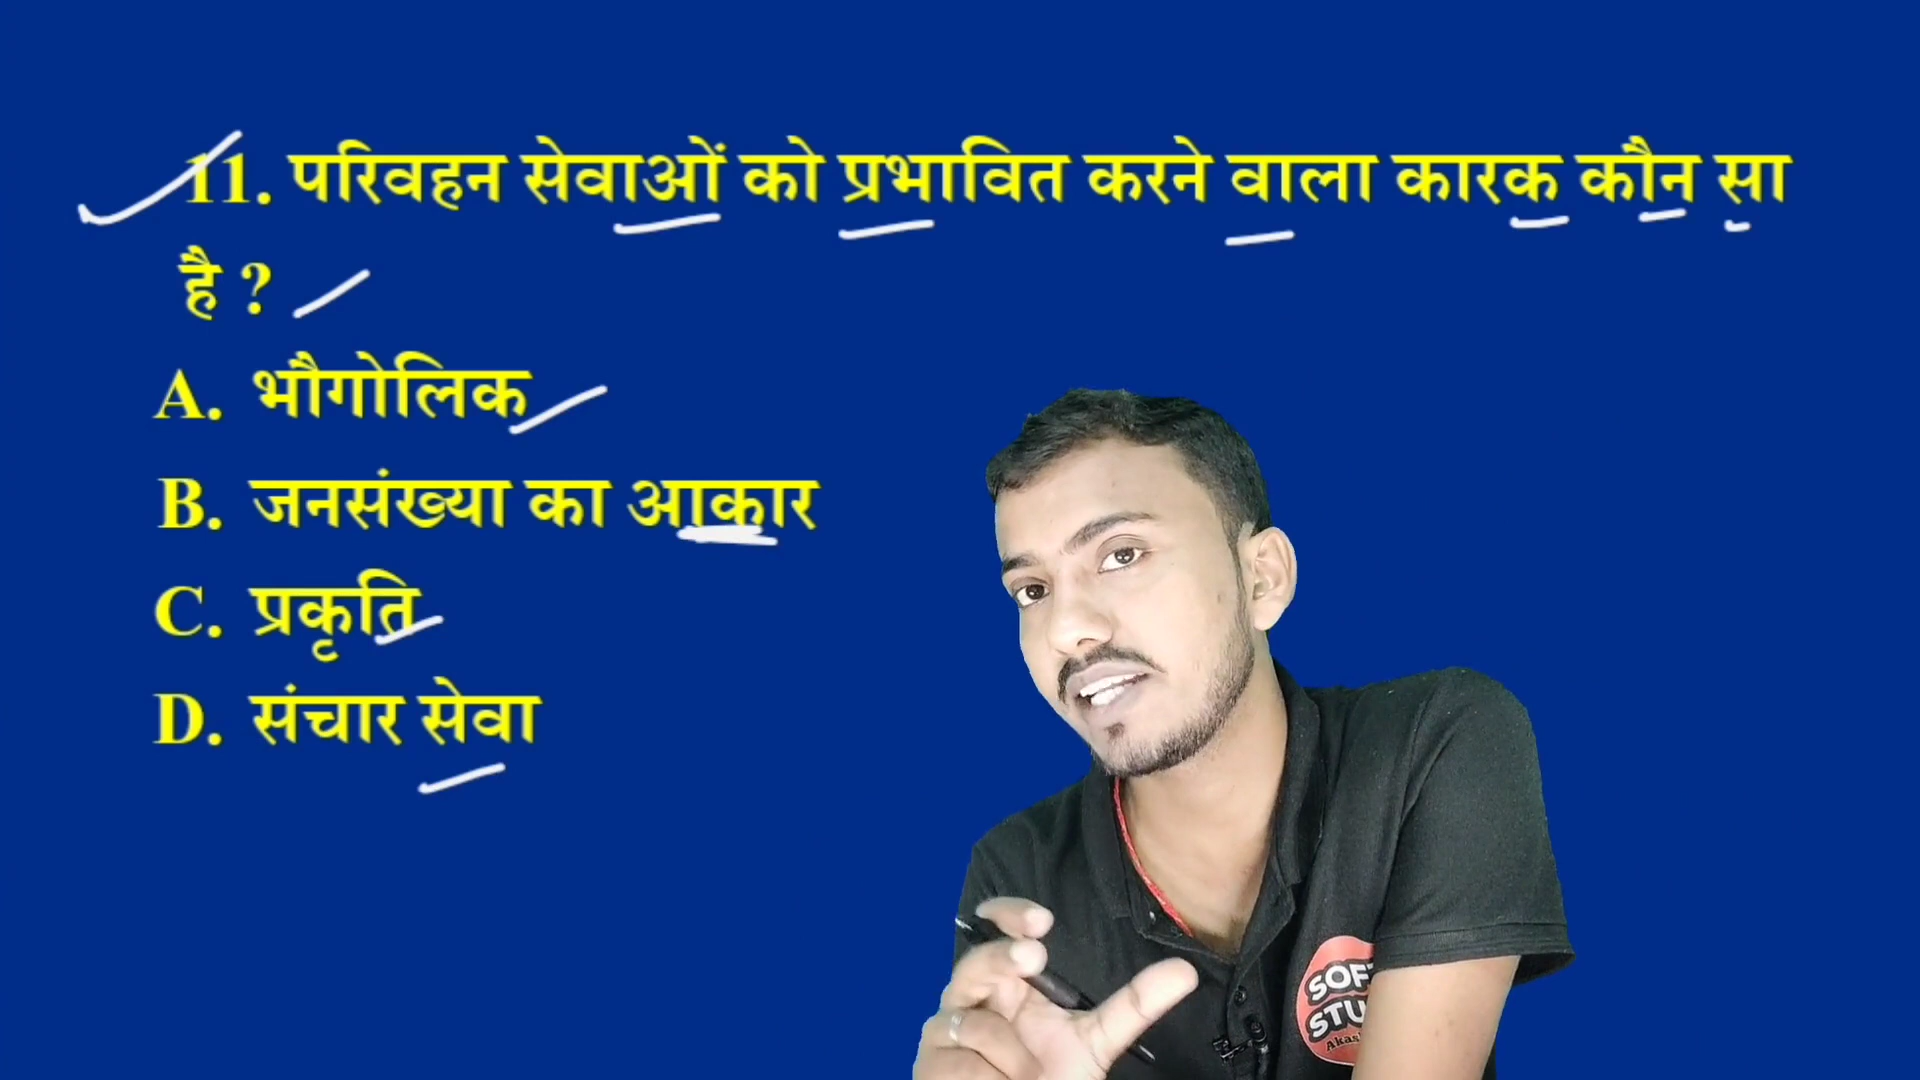 11. परिवहन सेवाओं को प्रभावित करने वाला कारक कौन सा
है ?
A. भौगोलिक
B. जनसंख्या का आकार
C. प्रकृति
D. संचार सेवा